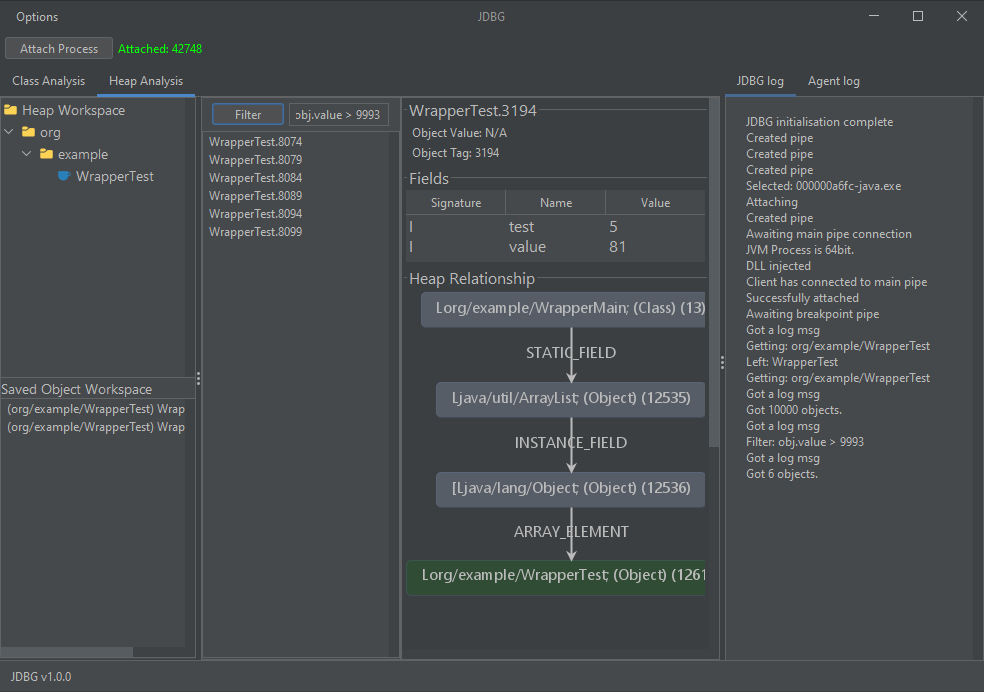 Options
JDBG
Attach Process
Attached: 42748
Class Analysis
Heap Analysis
Heap Workspace
org
example
WrapperTest
Saved Object Workspace
(org/example/WrapperTest) Wrap
(org/example/WrapperTest) Wrap
Filter
obj.value > 9993
WrapperTest.8074
WrapperTest.8079
WrapperTest.8084
WrapperTest.8089
WrapperTest.8094
WrapperTest.8099
WrapperTest.3194
Object Value: N/A
Object Tag: 3194
Fields
Signature Name Value
I test 5
I value 81
Heap Relationship
Lorg/example/WrapperMain; (Class) (13)
STATIC_FIELD
Ljava/util/ArrayList; (Object) (12535)
INSTANCE_FIELD
[Ljava/lang/Object; (Object) (12536)
ARRAY_ELEMENT
Lorg/example/WrapperTest; (Object) (1261
JDBG log
Agent log
JDBG initialisation complete
Created pipe
Created pipe
Created pipe
Selected: 000000a6fc-java.exe
Attaching
Created pipe
Awaiting main pipe connection
JVM Process is 64bit.
DLL injected
Client has connected to main pipe
Successfully attached
Awaiting breakpoint pipe
Got a log msg
Getting: org/example/WrapperTest
Left: WrapperTest
Getting: org/example/WrapperTest
Got a log msg
Got 10000 objects.
Got a log msg
Filter: obj.value > 9993
Got a log msg
Got 6 objects.
JDBG v1.0.0